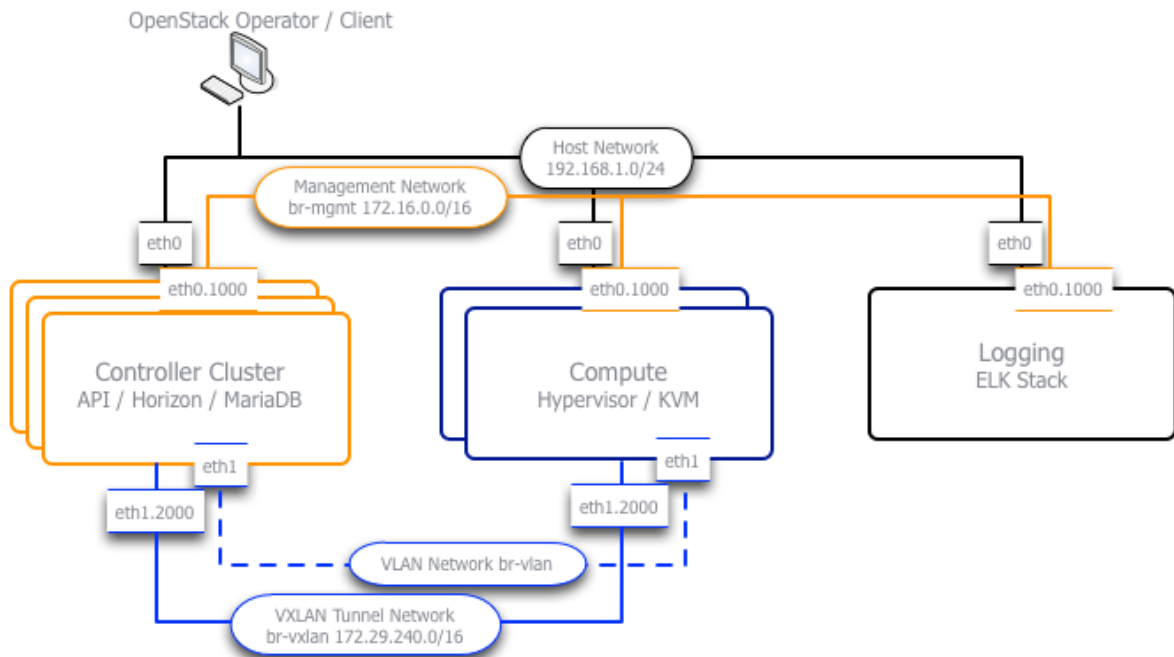 OpenStack Operator / Client
Host Network
192.168.1.0/24
Management Network
br-mgmt 172.16.0.0/16
eth0
eth0
eth0
eth0.1000
eth0.1000
eth0.1000
Controller Cluster
API / Horizon / MariaDB
Compute
Hypervisor / KVM
Logging
ELK Stack
eth1
eth1
eth1.2000
eth1.2000
VLAN Network br-vlan
VXLAN Tunnel Network
br-vxlan 172.29.240.0/16